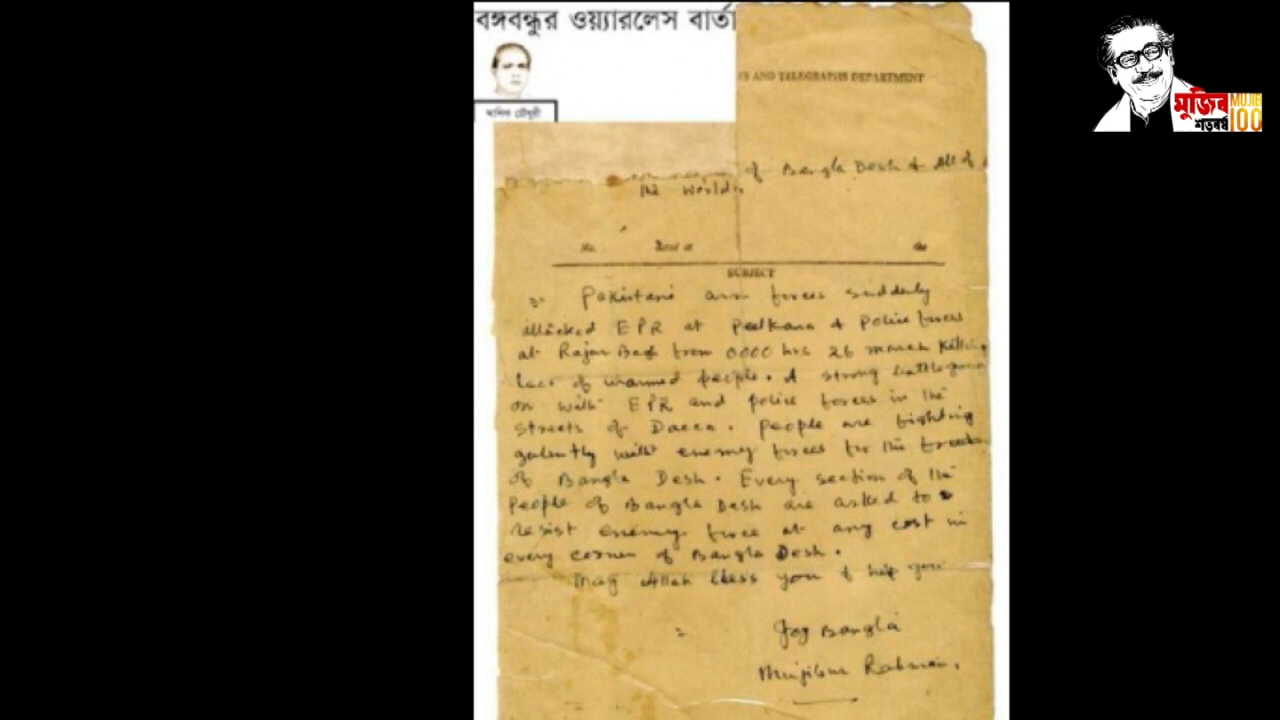 বঙ্গবন্ধুর ওয়্যারলেস বার্তা
মুজিব
শতবর্ষ
MUJIB
100
AND TELEGRAPHS DEPARTMENT
of Bangla Desh & all of
the world.
No.
SUBJECT
Pakistani arm forces suddenly
attacked EPR at Peelkana & Police forces
at Rajar Bag from 0000 hrs 26 march killing
lacs of unarmed people. A strong battle going
on with EPR and police forces in the
streets of Dacca. People are fighting
galantly with enemy forces for the
of Bangla Desh. Every section of the
People of Bangla Desh are asked to
resist enemy force at any cost in
every corner of Bangla Desh.
May Allah bless you & help you
Joy Bangla
Mujibur Rahman.